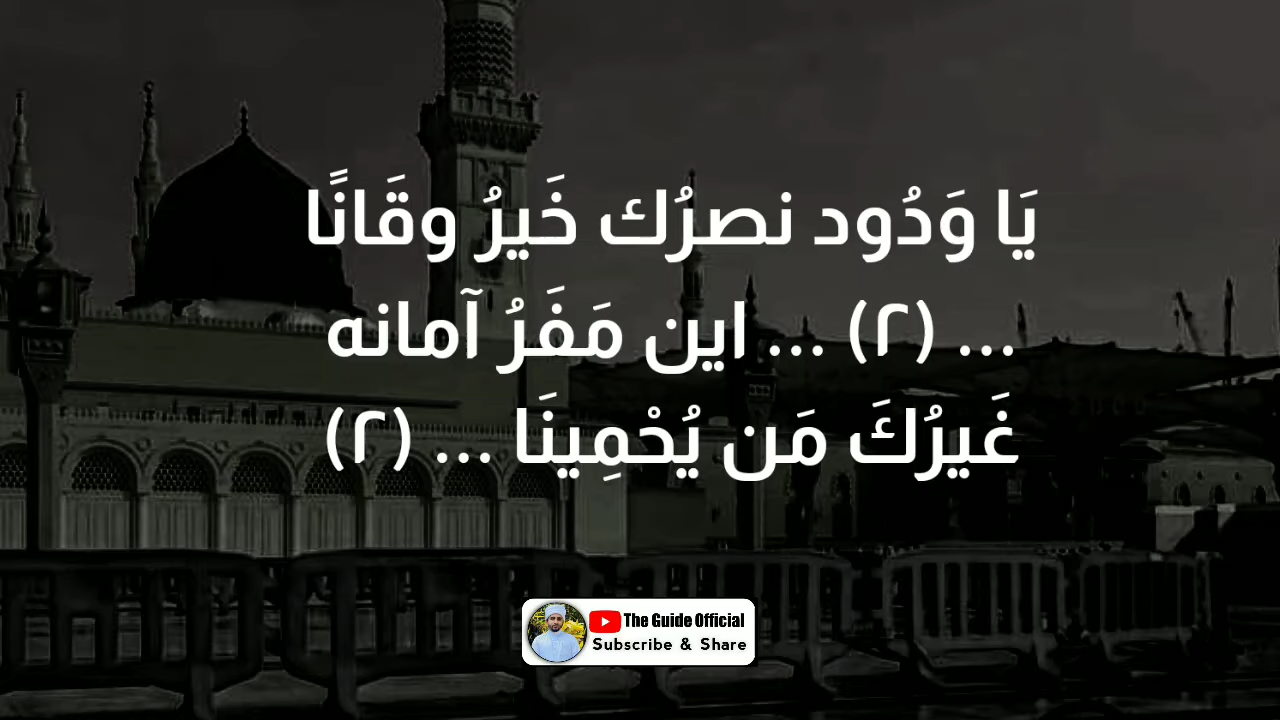 يَا وَدُود نصرُك خَيرُ وقَانًا
... (٢) ... اين مَفَرُ آمانه
غَيرُكَ مَن يُحْمِينَا ... (٢)
The Guide Official
Subscribe & Share